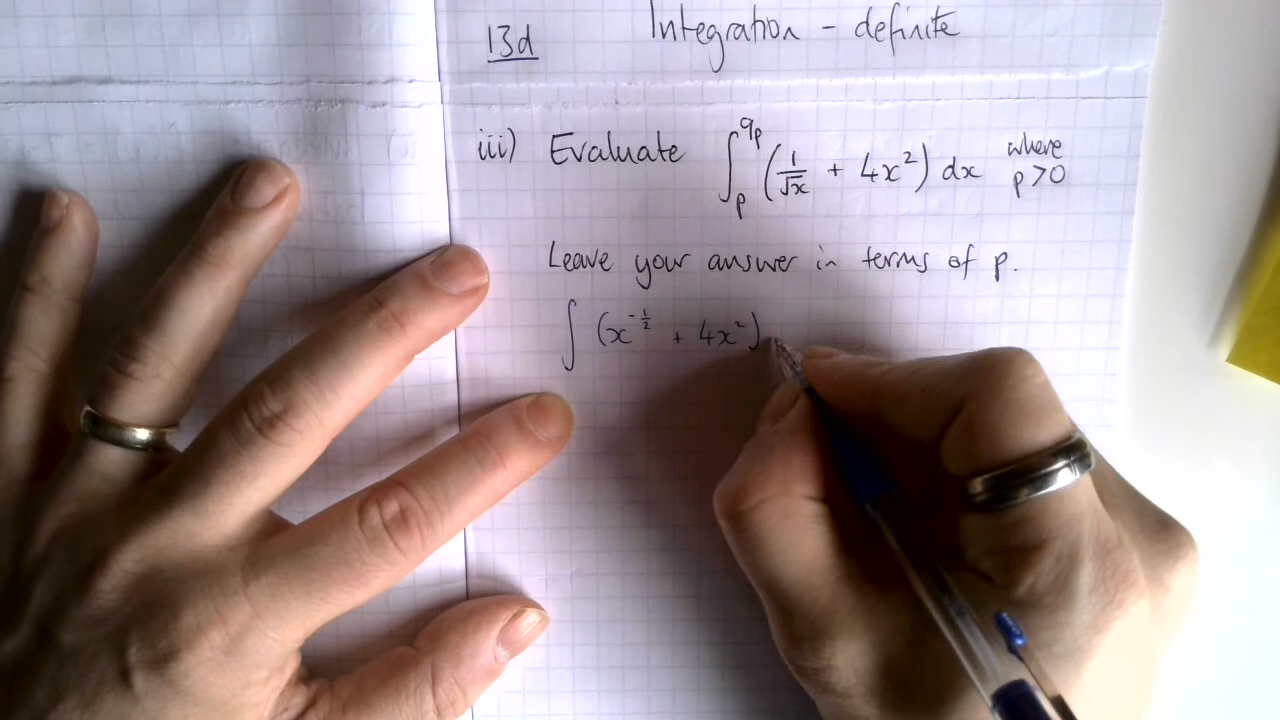 13d Integration - definite
iii) Evaluate ∫_p^{9p} (1/√x + 4x²) dx where p>0
Leave your answer in terms of p.
∫ (x^{-1/2} + 4x²)